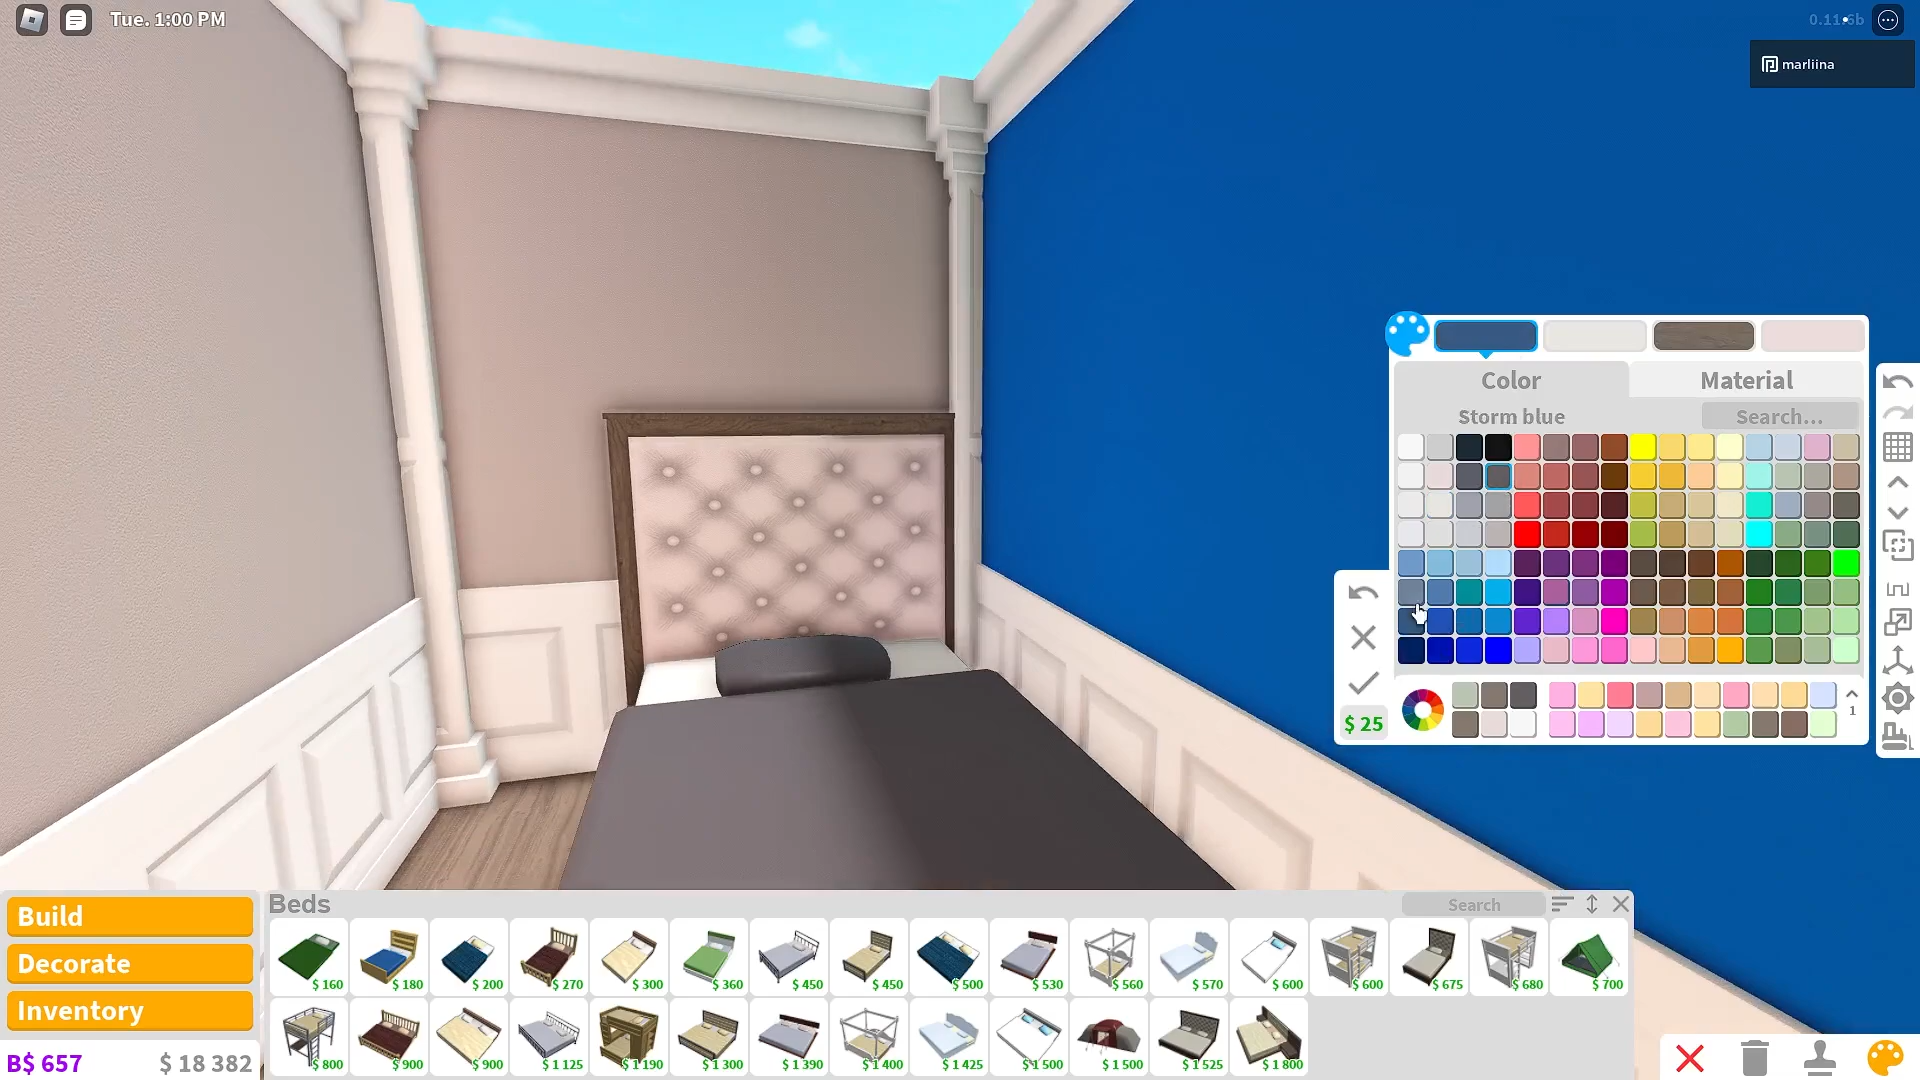 Tue. 1:00 PM
marliina
Color
Material
Storm blue
Search...
$ 25
1
Build
Decorate
Inventory
B$ 657
$ 18 382
Beds
Search
$ 160
$ 180
$ 200
$ 270
$ 300
$ 360
$ 450
$ 450
$ 500
$ 530
$ 560
$ 570
$ 600
$ 600
$ 675
$ 680
$ 700
$ 800
$ 900
$ 900
$ 1 125
$ 1 190
$ 1 300
$ 1 390
$ 1 400
$ 1 425
$ 1 500
$ 1 500
$ 1 525
$ 1 800